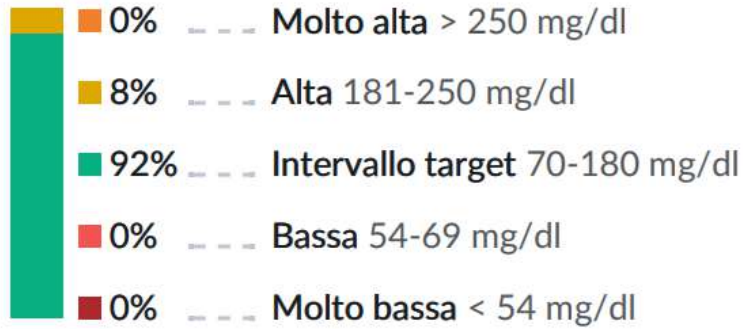 0% Molto alta > 250 mg/dl
8% Alta 181-250 mg/dl
92% Intervallo target 70-180 mg/dl
0% Bassa 54-69 mg/dl
0% Molto bassa < 54 mg/dl